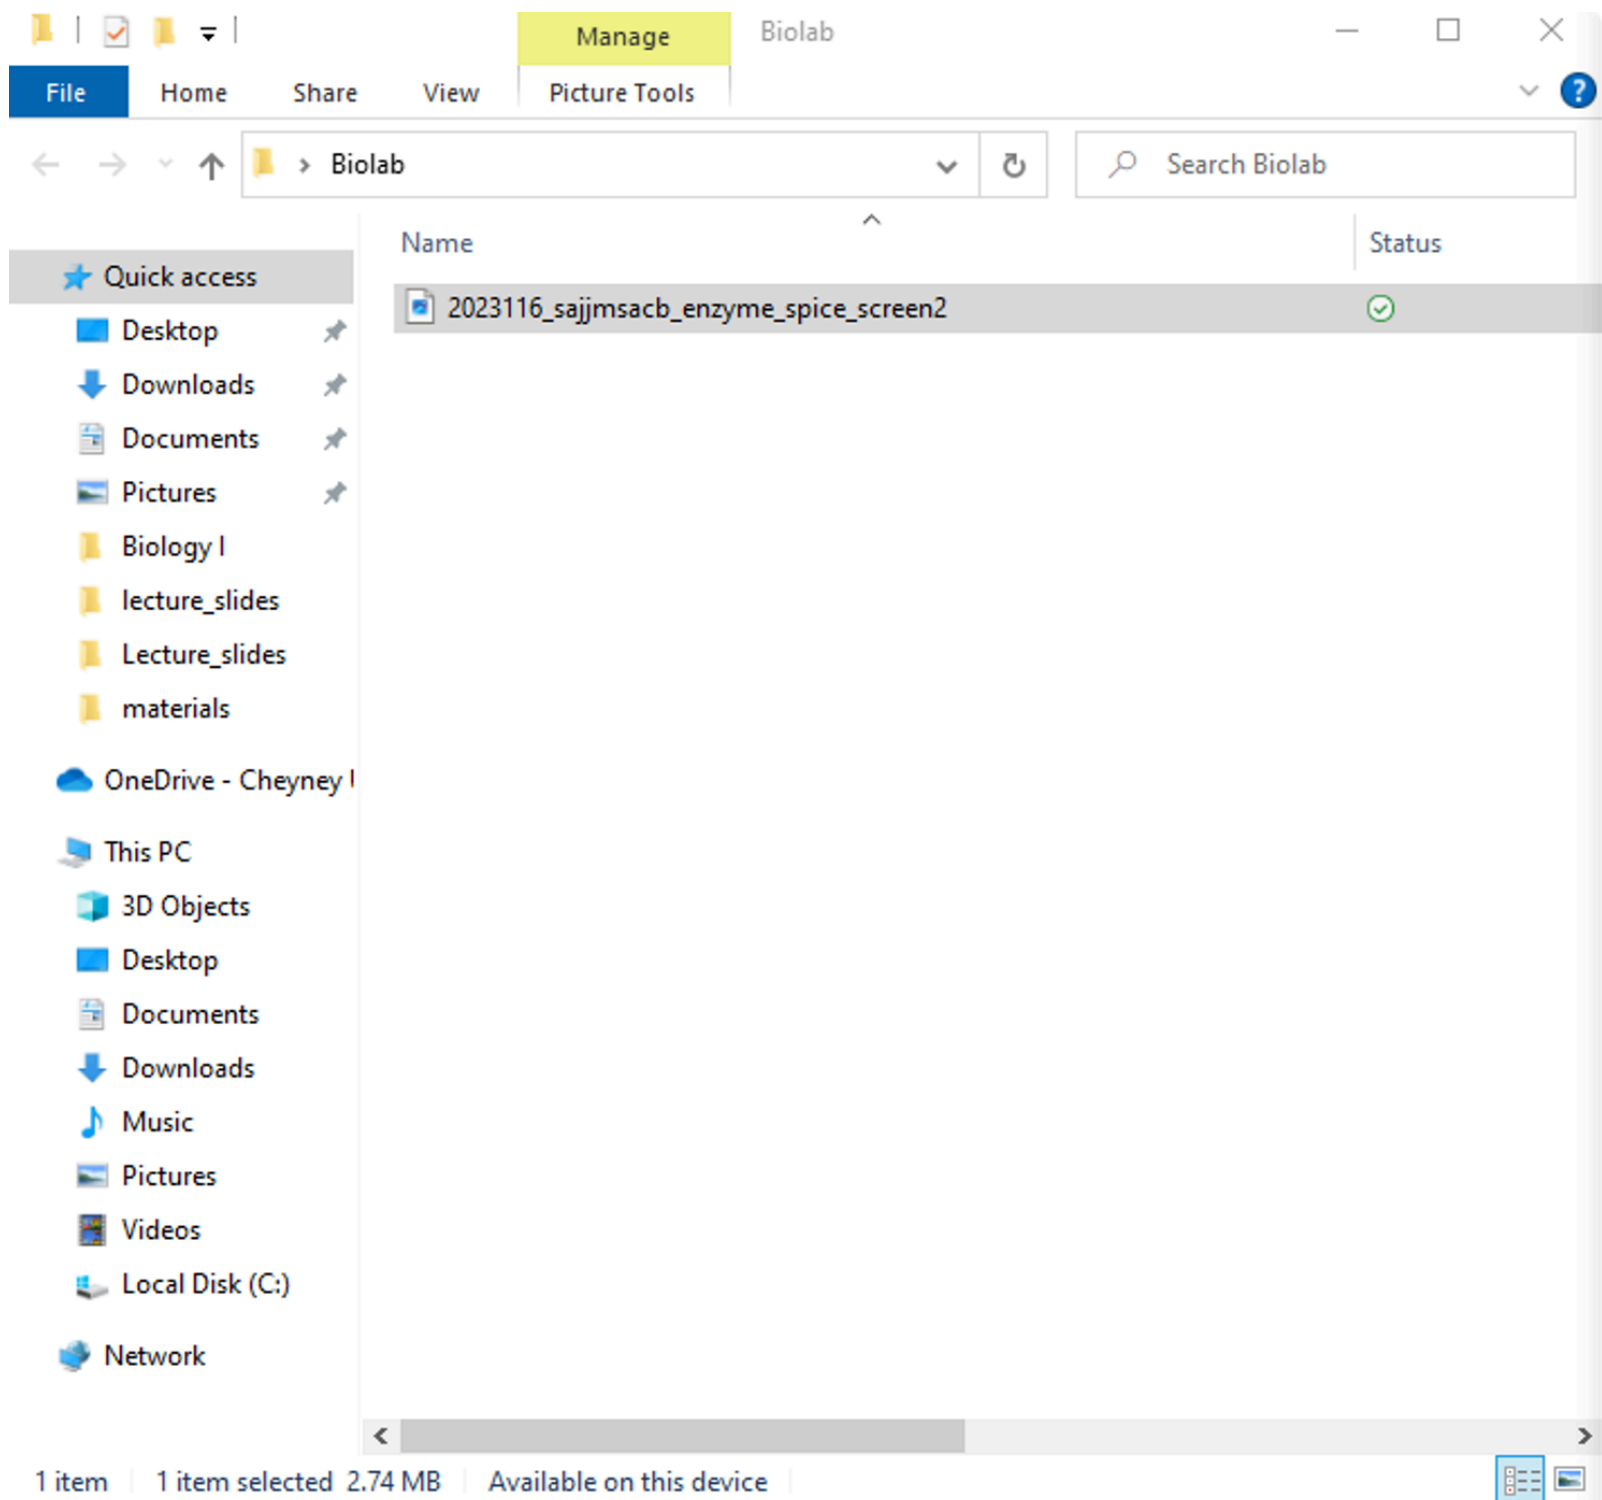 Manage Biolab
File Home Share View Picture Tools
Biolab Search Biolab
Name Status
Quick access
2023116_sajjmsacb_enzyme_spice_screen2
Desktop
Downloads
Documents
Pictures
Biology I
lecture_slides
Lecture_slides
materials
OneDrive - Cheyney
This PC
3D Objects
Desktop
Documents
Downloads
Music
Pictures
Videos
Local Disk (C:)
Network
1 item 1 item selected 2.74 MB Available on this device